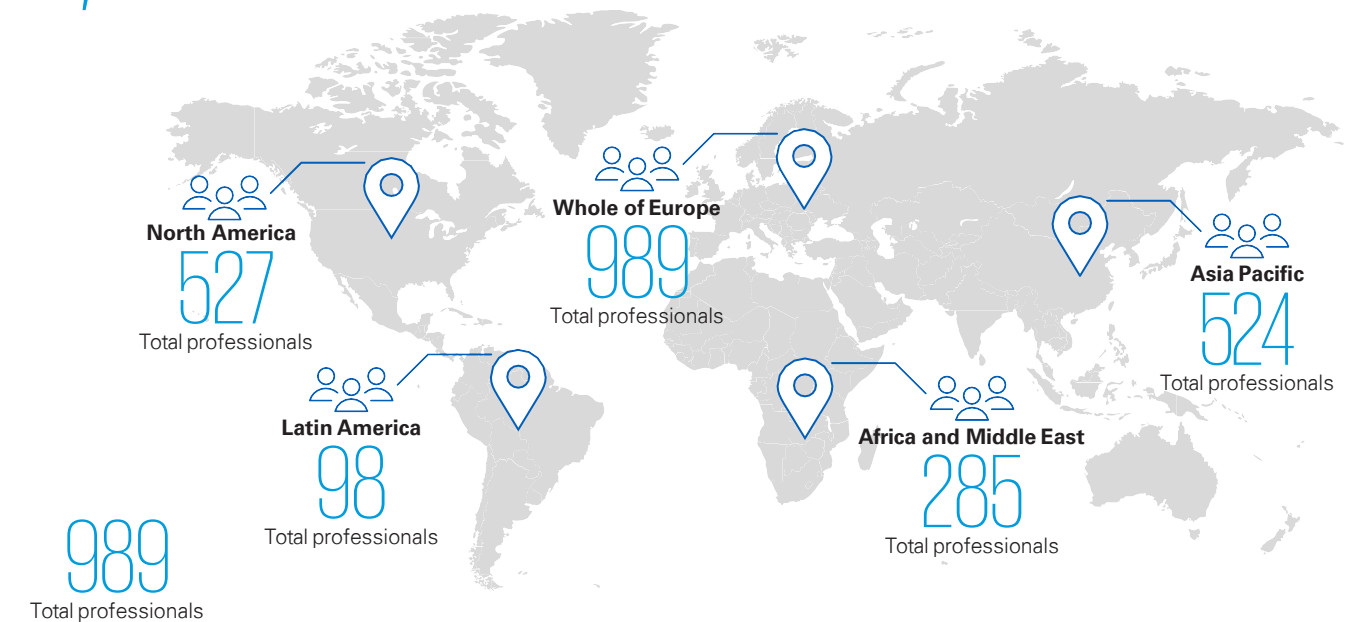 Whole of Europe
989
Total professionals
North America
527
Total professionals
Asia Pacific
524
Total professionals
Latin America
98
Total professionals
Africa and Middle East
285
Total professionals
989
Total professionals